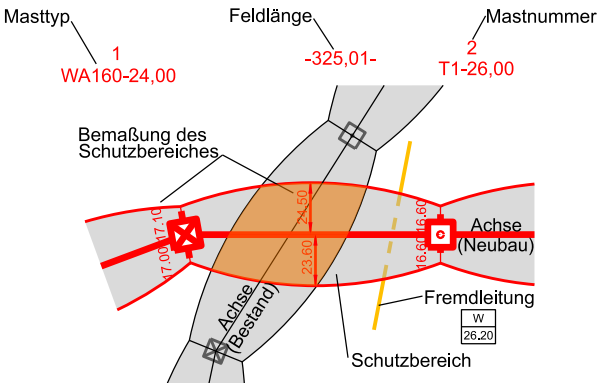 Masttyp
Feldlänge
Mastnummer
1
WA160-24,00
-325,01-
2
T1-26,00
Bemaßung des
Schutzbereiches
24.50
23.60
17.10
17.00
16.60
16.60
Achse
(Neubau)
Achse
(Bestand)
Fremdleitung
W
26.20
Schutzbereich